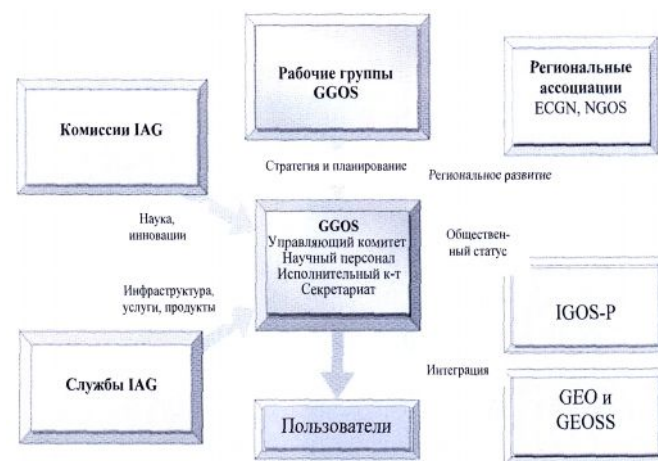 Рабочие группы
GGOS
Региональные
ассоциации
ECGN, NGOS
Комиссии IAG
Стратегия и планирование
Региональное развитие
Наука,
инновации
GGOS
Управляющий комитет
Научный персонал
Исполнительный к-т
Секретариат
Обществен-
ный статус
Инфраструктура,
услуги, продукты
IGOS-P
Службы IAG
Интеграция
Пользователи
GEO и
GEOSS